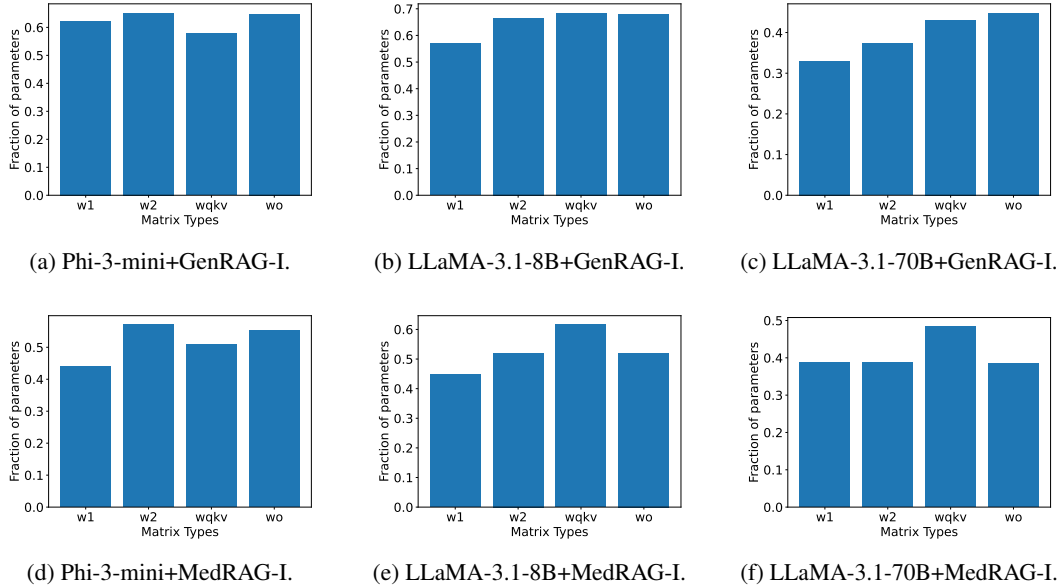 Fraction of parameters
0.6
0.5
0.4
0.3
0.2
0.1
0.0
w1 w2 wqkv wo
Matrix Types
(a) Phi-3-mini+GenRAG-I.
Fraction of parameters
0.7
0.6
0.5
0.4
0.3
0.2
0.1
0.0
w1 w2 wqkv wo
Matrix Types
(b) LLaMA-3.1-8B+GenRAG-I.
Fraction of parameters
0.4
0.3
0.2
0.1
0.0
w1 w2 wqkv wo
Matrix Types
(c) LLaMA-3.1-70B+GenRAG-I.
Fraction of parameters
0.5
0.4
0.3
0.2
0.1
0.0
w1 w2 wqkv wo
Matrix Types
(d) Phi-3-mini+MedRAG-I.
Fraction of parameters
0.6
0.5
0.4
0.3
0.2
0.1
0.0
w1 w2 wqkv wo
Matrix Types
(e) LLaMA-3.1-8B+MedRAG-I.
Fraction of parameters
0.5
0.4
0.3
0.2
0.1
0.0
w1 w2 wqkv wo
Matrix Types
(f) LLaMA-3.1-70B+MedRAG-I.